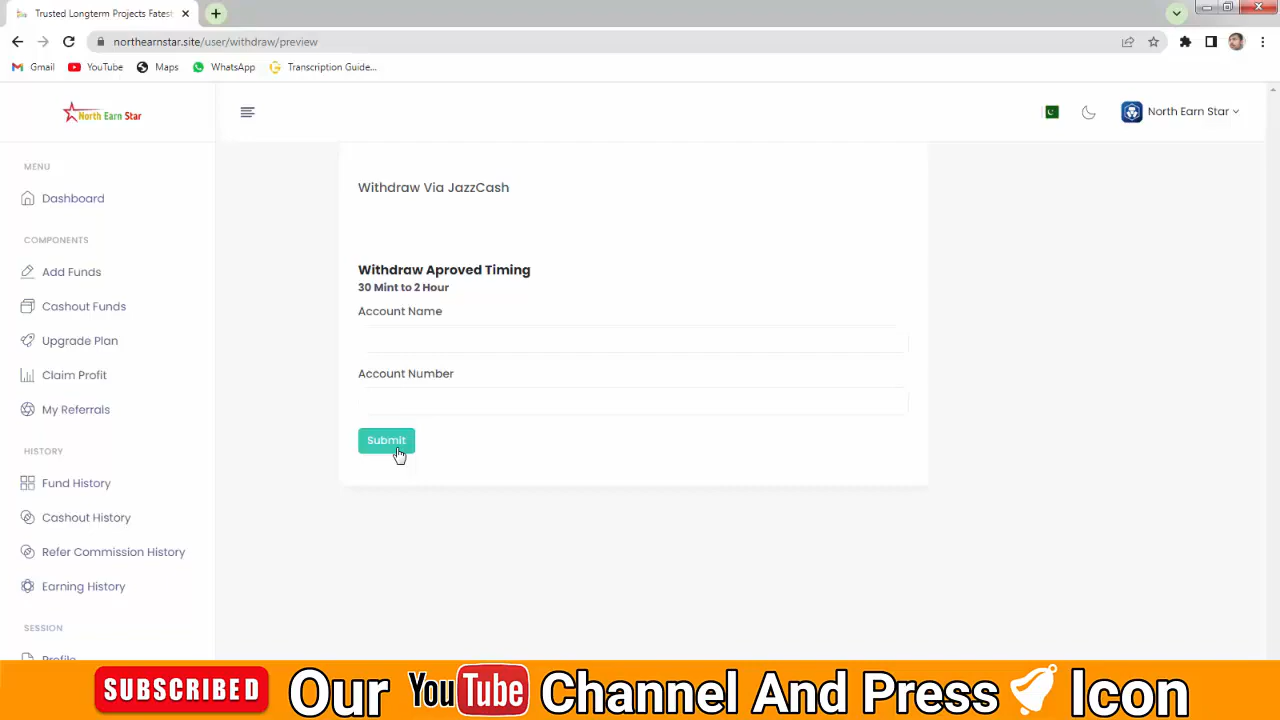 Trusted Longterm Projects Fatest
northearnstar.site/user/withdraw/preview
Gmail YouTube Maps WhatsApp Transcription Guide...
North Earn Star
North Earn Star
MENU
Dashboard
COMPONENTS
Add Funds
Cashout Funds
Upgrade Plan
Claim Profit
My Referrals
HISTORY
Fund History
Cashout History
Refer Commission History
Earning History
SESSION
Profile
Withdraw Via JazzCash
Withdraw Aproved Timing
30 Mint to 2 Hour
Account Name
Account Number
Submit
SUBSCRIBED Our YouTube Channel And Press Icon